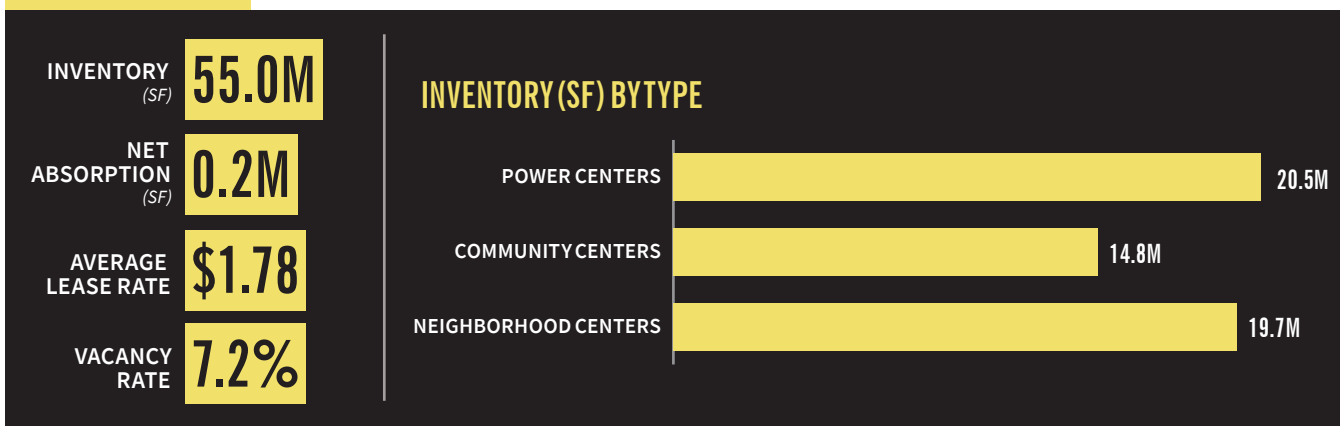 INVENTORY
(SF)
55.0M
NET
ABSORPTION
(SF)
0.2M
AVERAGE
LEASE RATE
$1.78
VACANCY
RATE
7.2%
INVENTORY (SF) BY TYPE
POWER CENTERS
20.5M
COMMUNITY CENTERS
14.8M
NEIGHBORHOOD CENTERS
19.7M